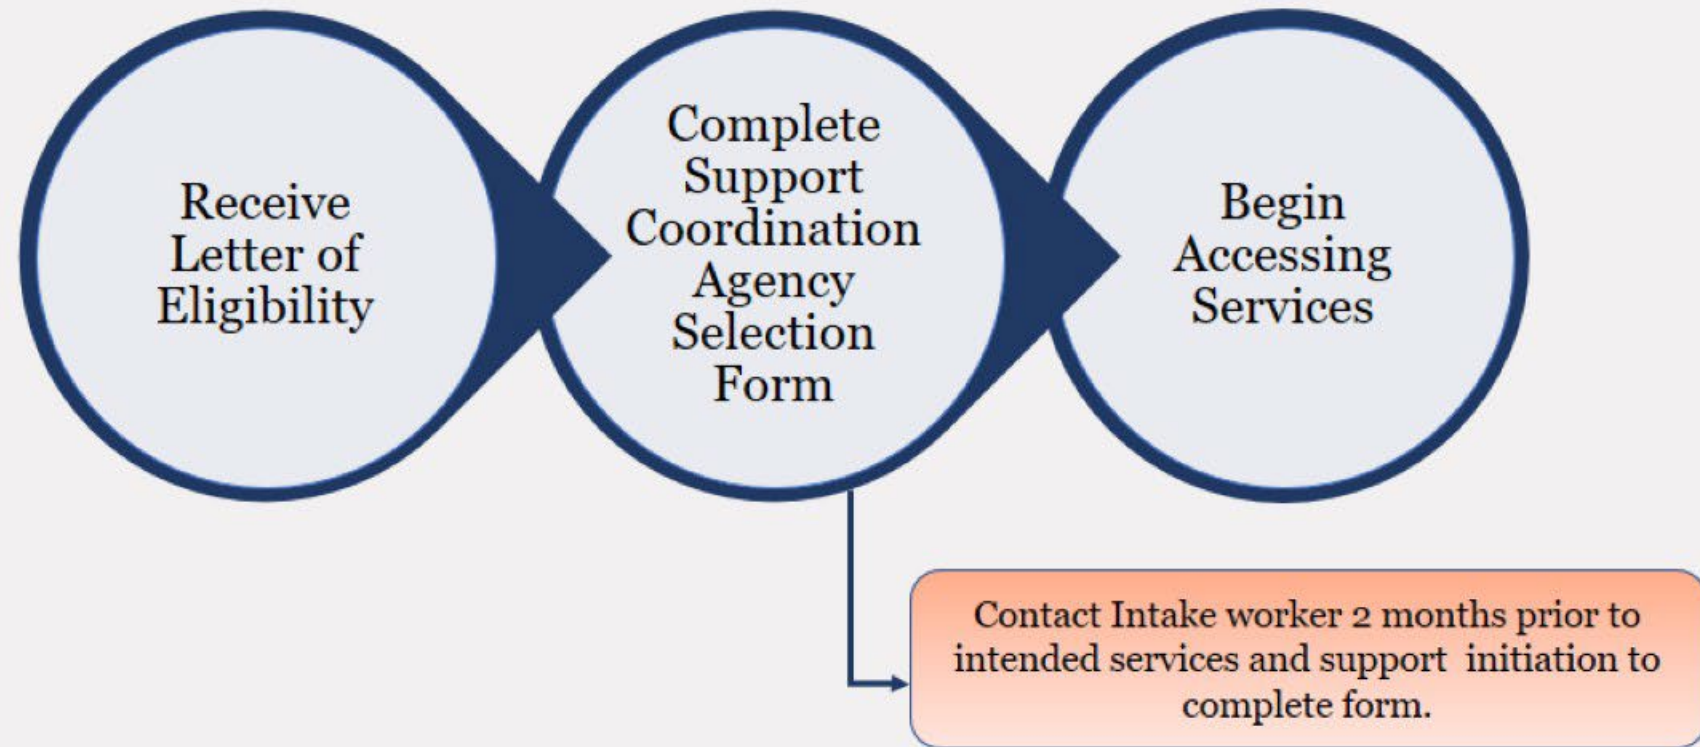 Receive
Letter of
Eligibility
Complete
Support
Coordination
Agency
Selection
Form
Begin
Accessing
Services
Contact Intake worker 2 months prior to
intended services and support  initiation to
complete form.